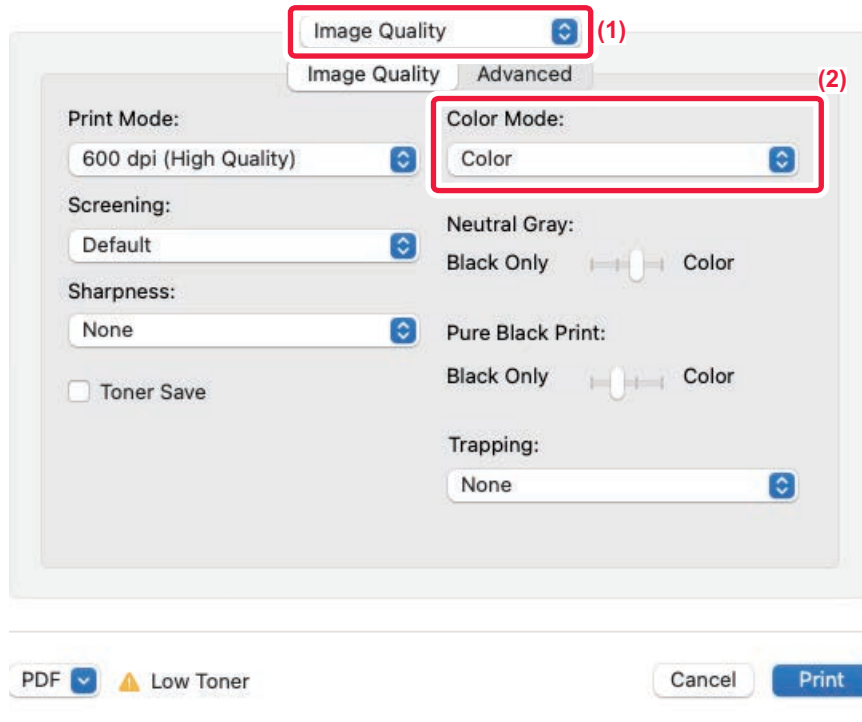 Image Quality
(1)
Image Quality
Advanced
(2)
Print Mode:
600 dpi (High Quality)
Screening:
Default
Sharpness:
None
Toner Save
Color Mode:
Color
Neutral Gray:
Black Only
Color
Pure Black Print:
Black Only
Color
Trapping:
None
PDF
Low Toner
Cancel
Print